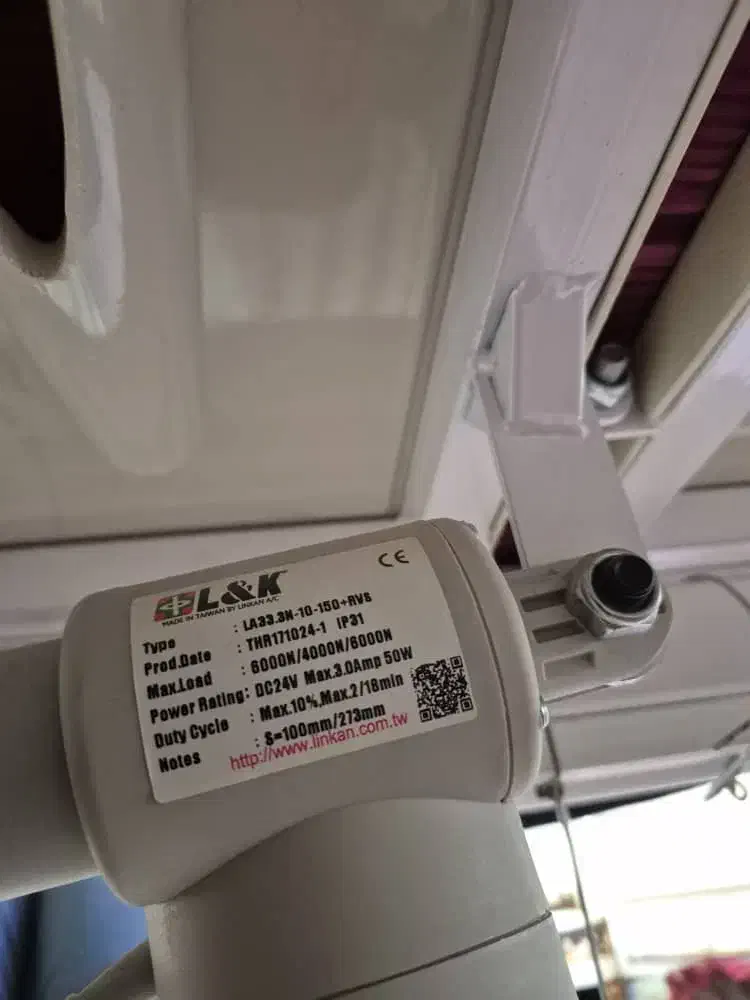 L&K CE
MADE IN TAIWAN BY LINKAN A/C
Type : LA33.3N-10-150+RVS
Prod.Date : THR171024-1 IP31
Max.Load : 6000N/4000N/6000N
Power Rating: DC24V Max.3.0Amp 50W
Duty Cycle : Max.10%,Max.2/18min
Notes : S=100mm/273mm
http://www.linkan.com.tw